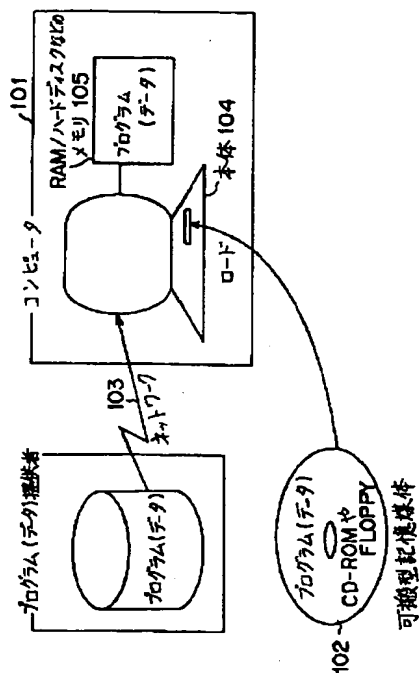 コンピュータ
101
RAM/ハードディスクなどの
メモリ 105
プログラム
(データ)
本体 104
ロード
プログラム(データ)提供者
プログラム(データ)
103
ネットワーク
プログラム(データ)
CD-ROMや
FLOPPY
102
可搬型記憶媒体